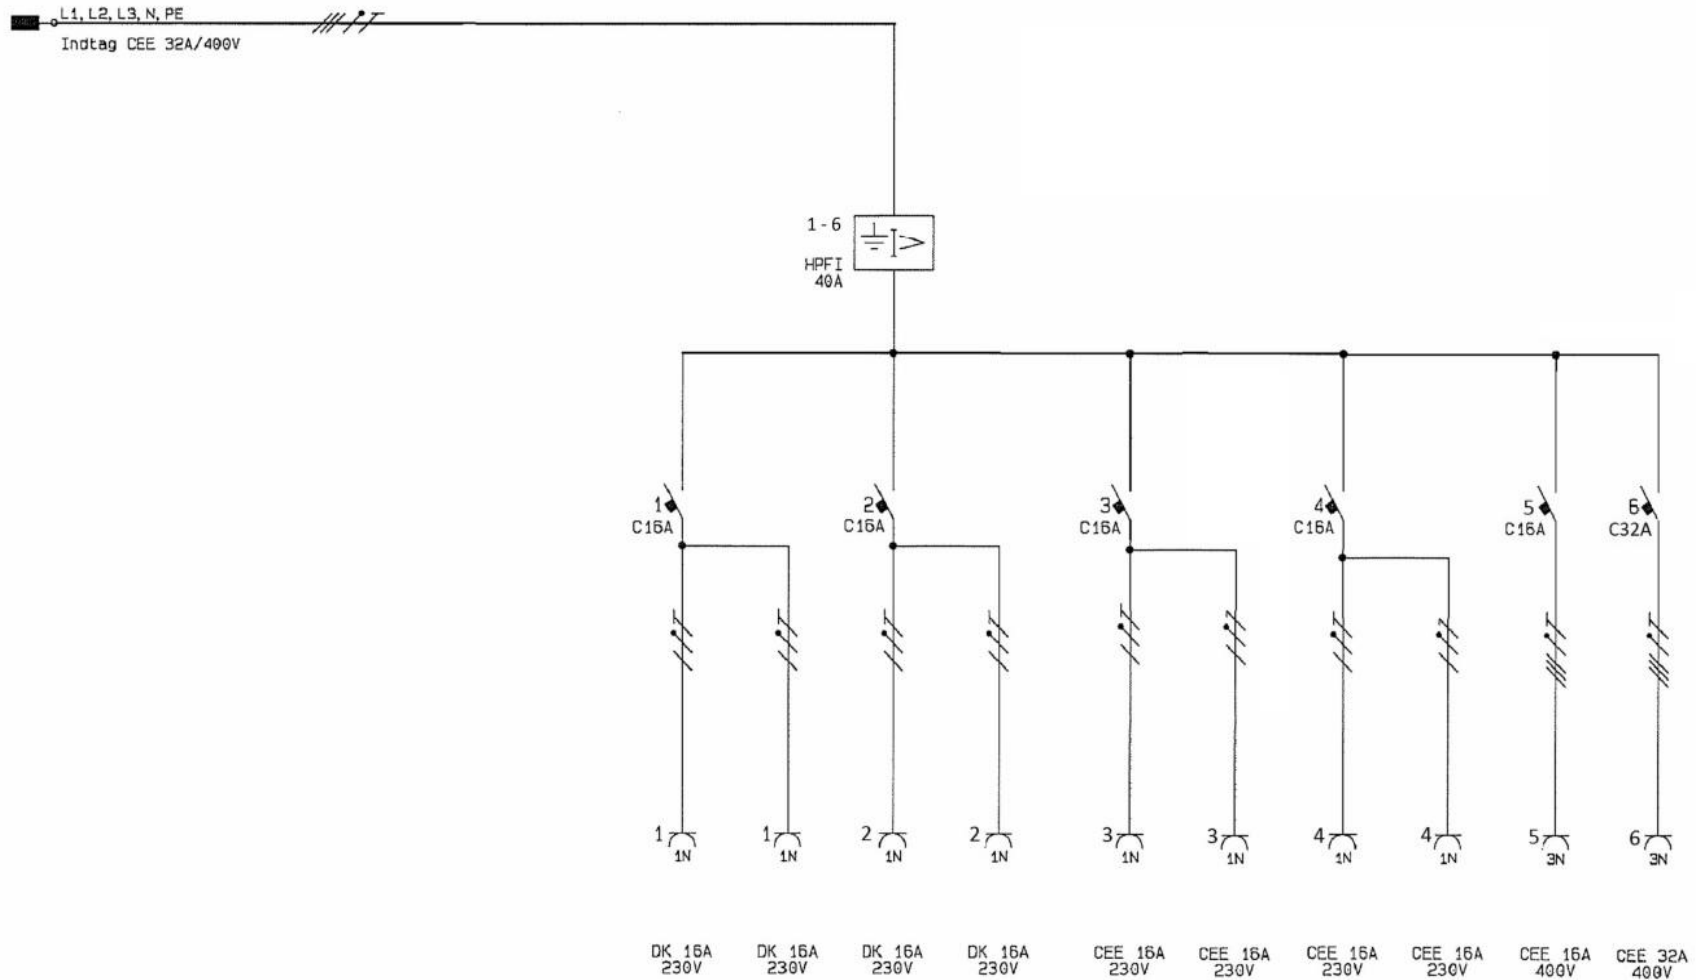 L1, L2, L3, N, PE
Indtag CEE 32A/400V
1-6
HPFI
40A
1
C16A
2
C16A
3
C16A
4
C16A
5
C16A
6
C32A
1
1N
1
1N
2
1N
2
1N
3
1N
3
1N
4
1N
4
1N
5
3N
6
3N
DK 16A
230V
DK 16A
230V
DK 16A
230V
DK 16A
230V
CEE 16A
230V
CEE 16A
230V
CEE 16A
230V
CEE 16A
230V
CEE 16A
400V
CEE 32A
400V